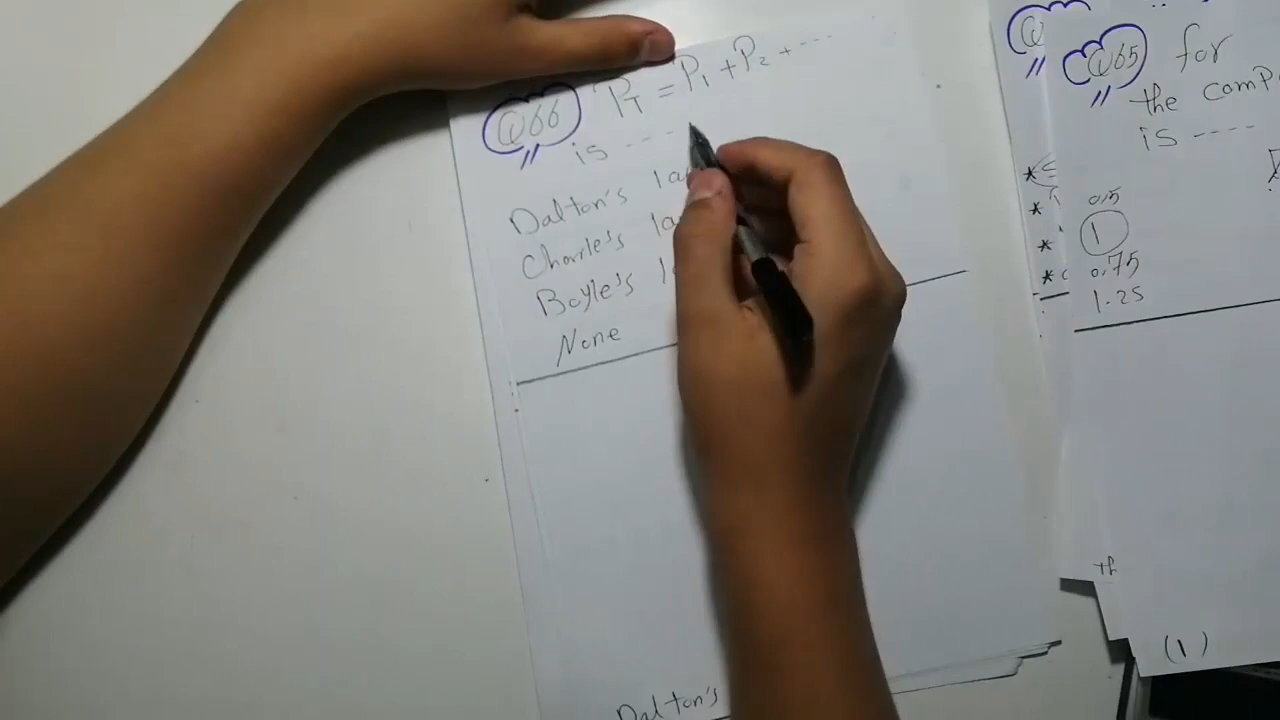 Q66 PT = P1 + P2 + ---
is ----
Dalton's law
Charle's
Boyle's
None
Dalton's
Q65 for
the comp
is ----
0,5
1
0,75
1.25
(1)